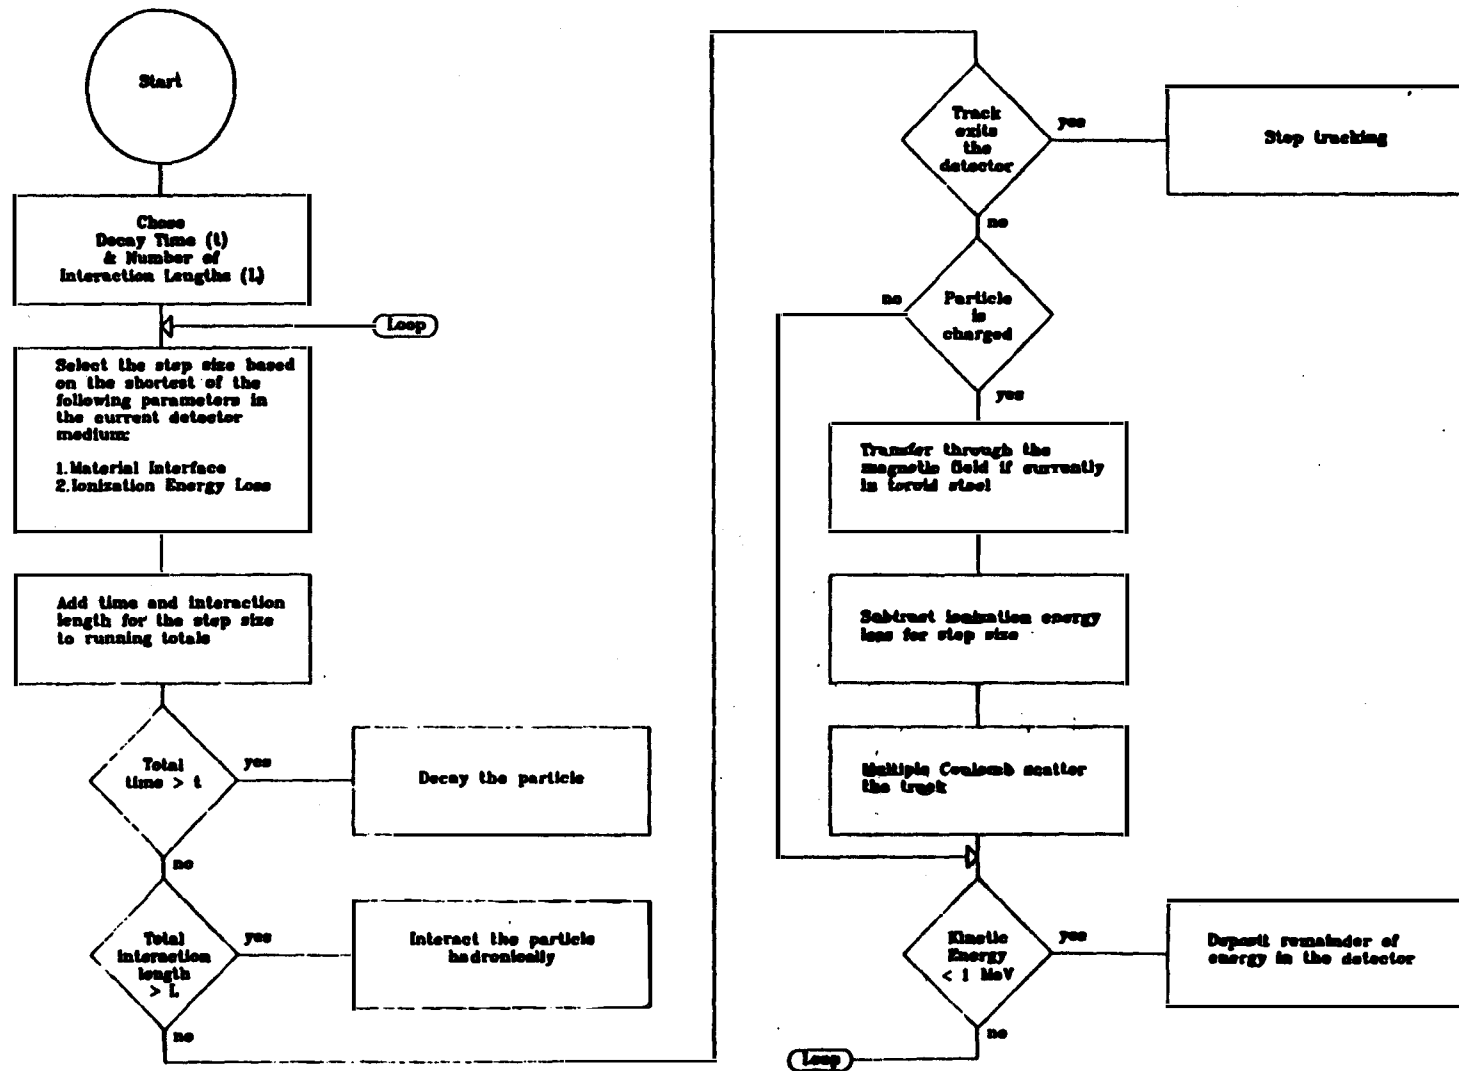 Start
Chose
Decay Time (t)
& Number of
Interaction Lengths (L)
Loop
Select the step size based
on the shortest of the
following parameters in
the current detector
medium:
1.Material Interface
2.Ionization Energy Loss
Add time and interaction
length for the step size
to running totals
Total
time > t
yes
Decay the particle
no
Total
interaction
length
> L
yes
Interact the particle
hadronically
no
Track
exits
the
detector
yes
Stop tracking
no
Particle
is
charged
no
yes
Transfer through the
magnetic field if currently
in toroid steel
Subtract ionization energy
loss for step size
Multiple Coulomb scatter
the track
Kinetic
Energy
< 1 MeV
yes
Deposit remainder of
energy in the detector
no
Loop